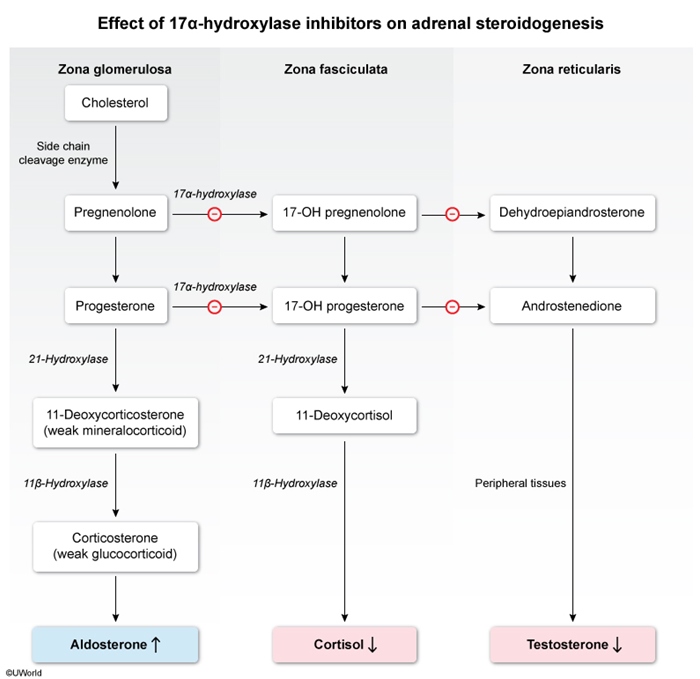 Effect of 17α-hydroxylase inhibitors on adrenal steroidogenesis
Zona glomerulosa
Zona fasciculata
Zona reticularis
Cholesterol
Side chain
cleavage enzyme
17α-hydroxylase
Pregnenolone
17-OH pregnenolone
Dehydroepiandrosterone
17α-hydroxylase
Progesterone
17-OH progesterone
Androstenedione
21-Hydroxylase
21-Hydroxylase
11-Deoxycorticosterone
(weak mineralocorticoid)
11-Deoxycortisol
11β-Hydroxylase
11β-Hydroxylase
Peripheral tissues
Corticosterone
(weak glucocorticoid)
Aldosterone ↑
Cortisol ↓
Testosterone ↓
©UWorld